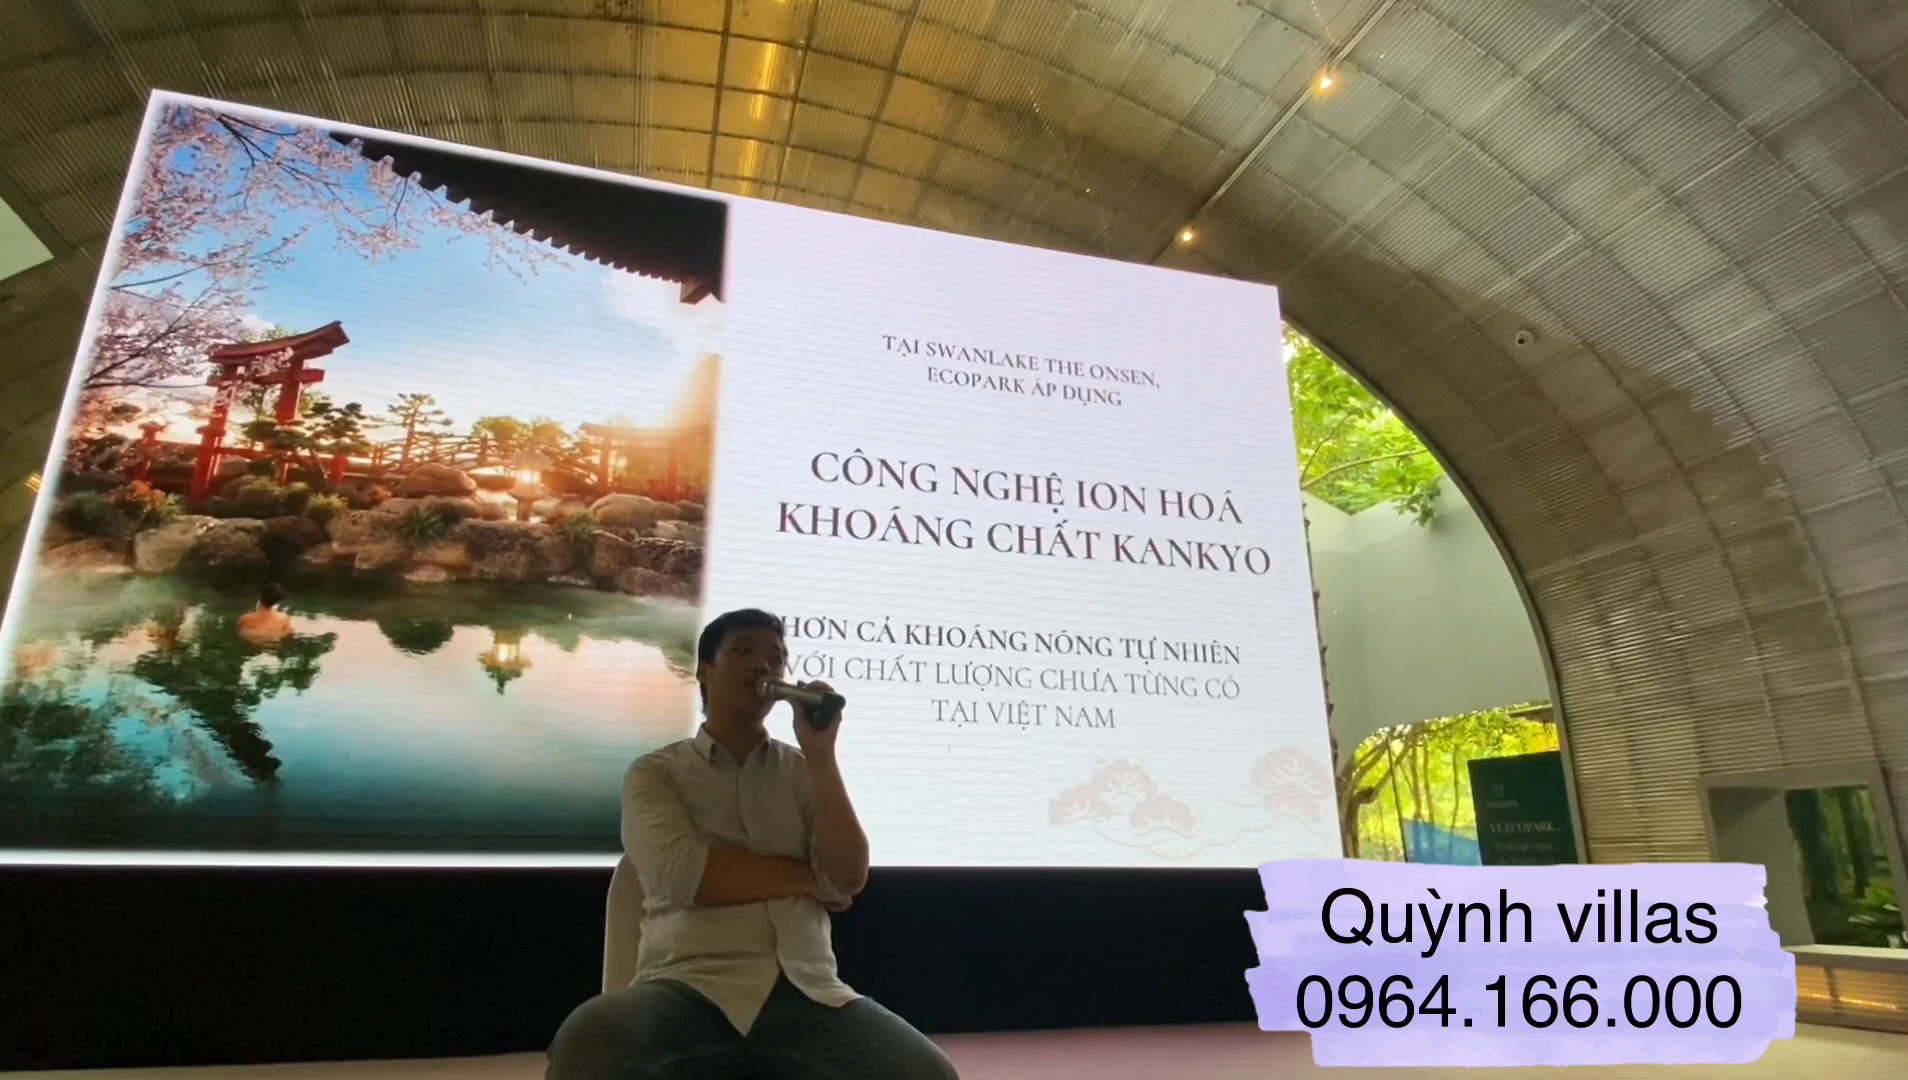 TẠI SWANLAKE THE ONSEN,
ECOPARK ÁP DỤNG
CÔNG NGHỆ ION HOÁ
KHOÁNG CHẤT KANKYO
HƠN CẢ KHOÁNG NÓNG TỰ NHIÊN
VỚI CHẤT LƯỢNG CHƯA TỪNG CÓ
TẠI VIỆT NAM
ECOPARK
Quỳnh villas
0964.166.000